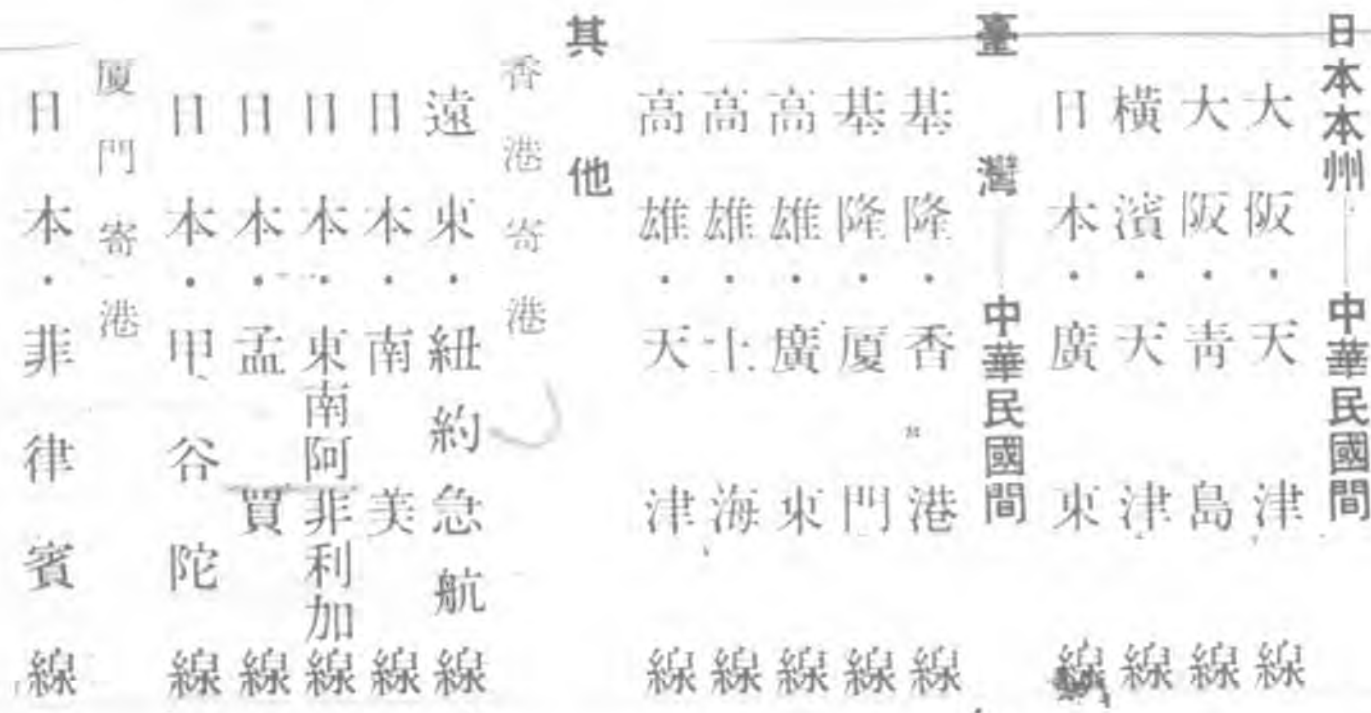 日本本州——中華民國間
大阪・天津線
大阪・青島線
橫濱・天津線
日本・廣東線
臺灣——中華民國間
基隆・香港線
基隆・厦門線
高雄・廣東線
高雄・上海線
高雄・天津線
其他
香港寄港
遠東・紐約急航線
日本・南美線
日本・東南阿非利加線
日本・孟買線
日本・甲谷陀線
厦門寄港
日本・菲律賓線